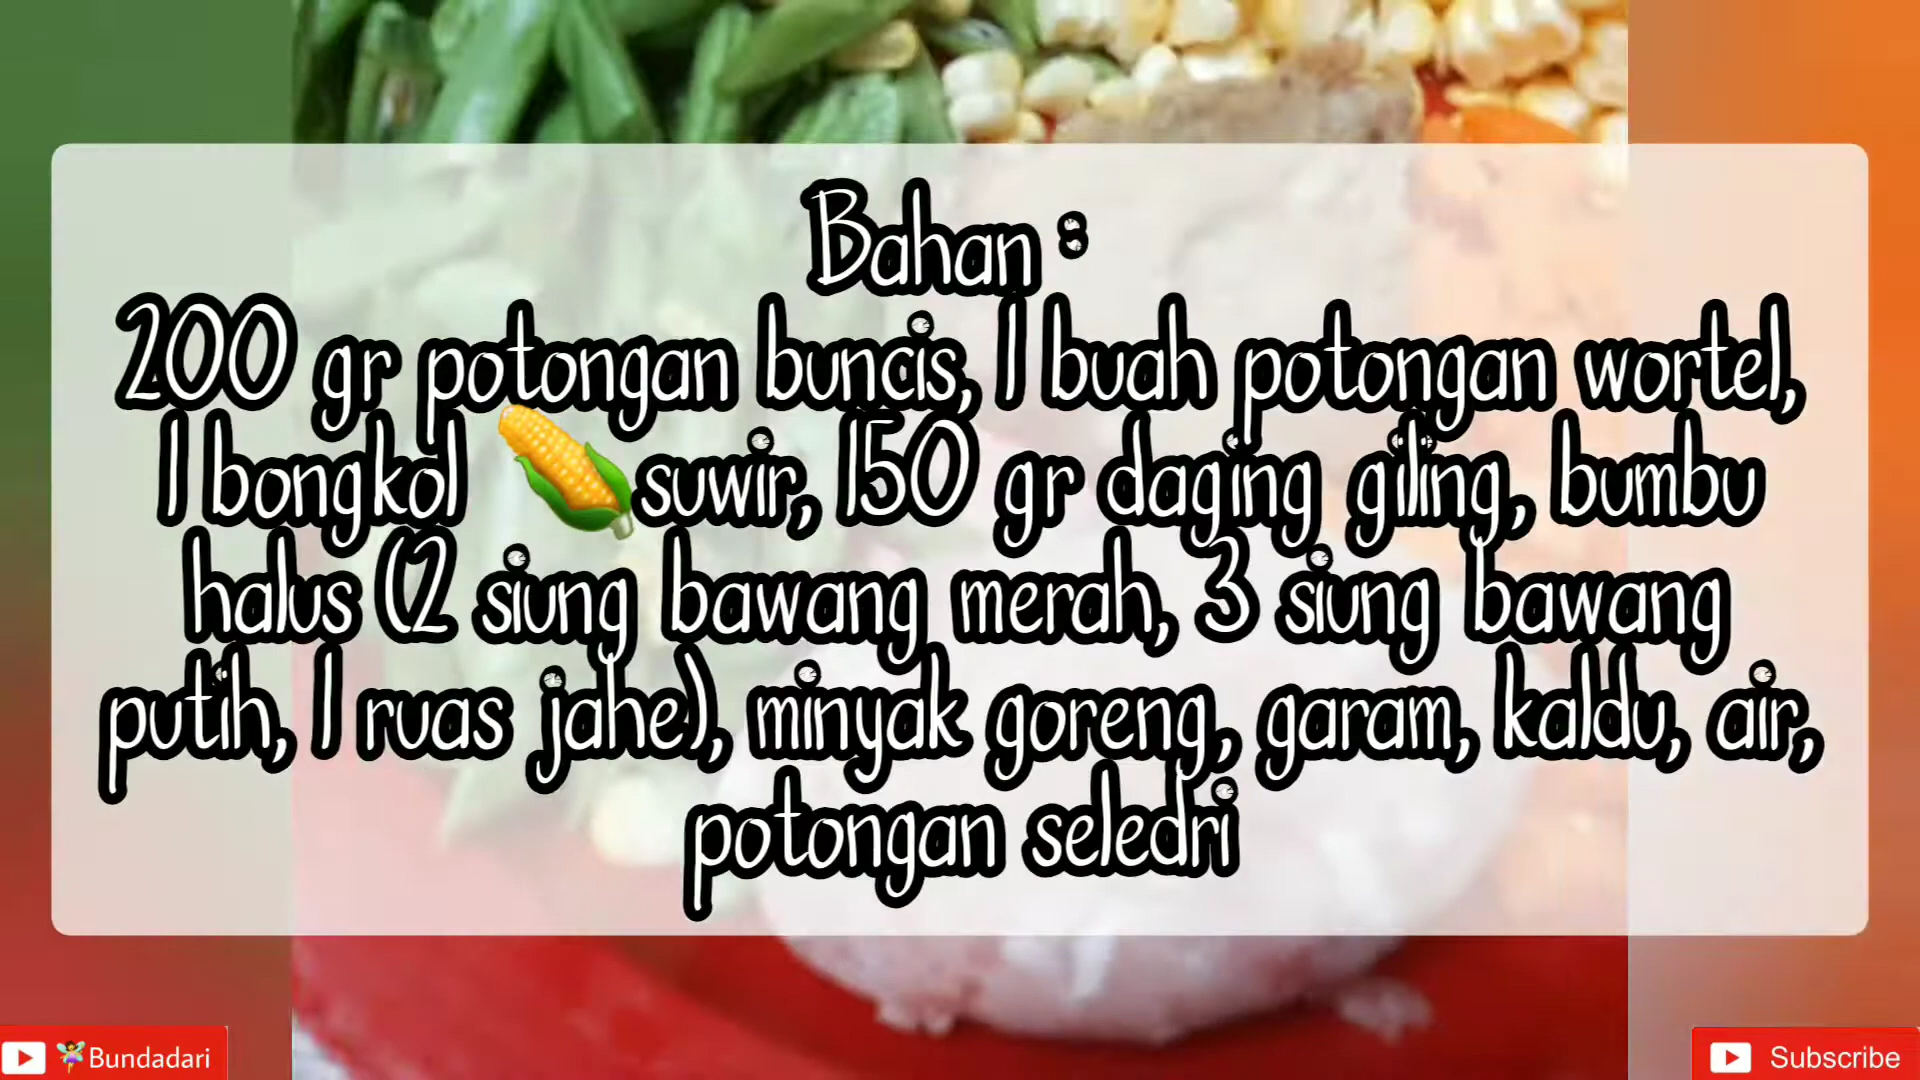 Bahan :
200 gr potongan buncis, 1 buah potongan wortel,
1 bongkol 🌽suwir, 150 gr daging giling, bumbu
halus (2 siung bawang merah, 3 siung bawang
putih, 1 ruas jahe), minyak goreng, garam, kaldu, air,
potongan seledri
🧚Bundadari
Subscribe